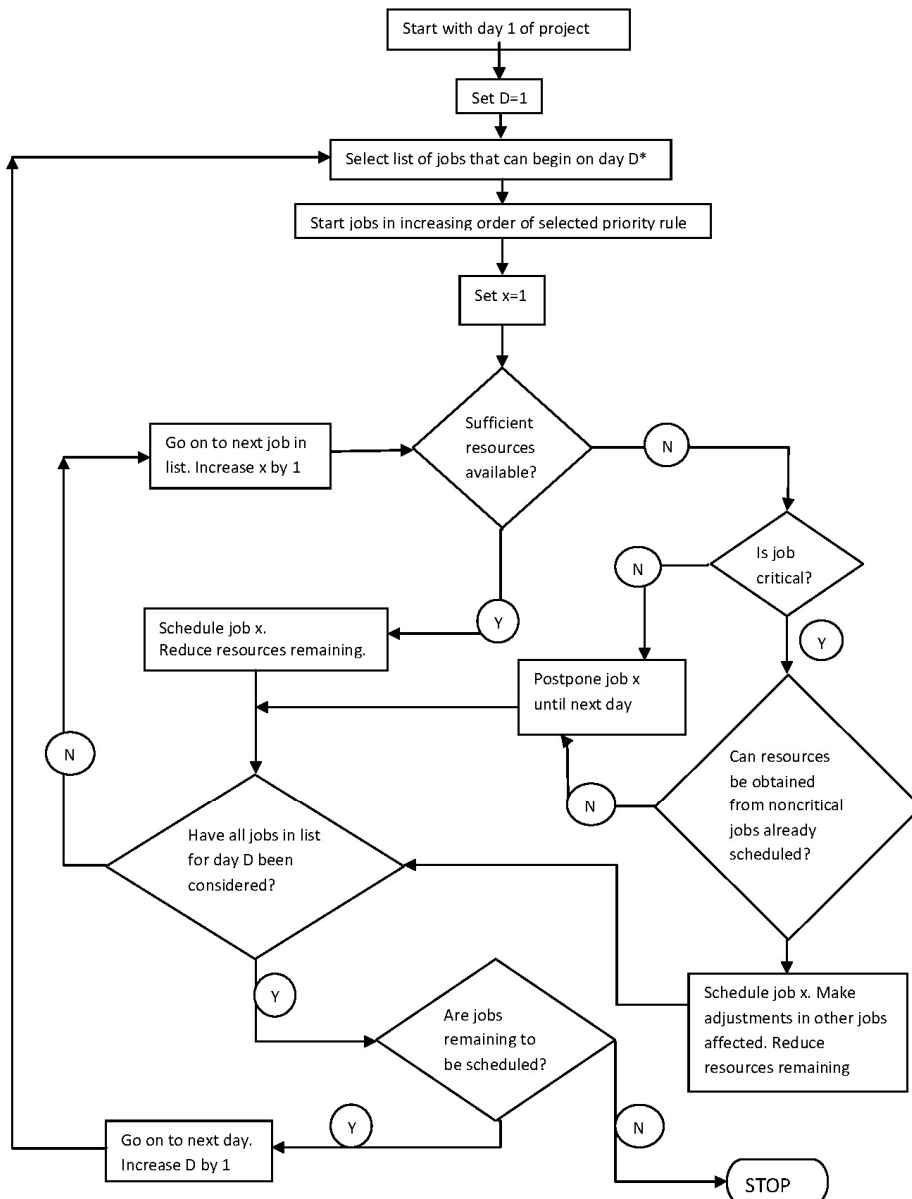 Start with day 1 of project
Set D=1
Select list of jobs that can begin on day D*
Start jobs in increasing order of selected priority rule
Set x=1
Sufficient
resources
available?
Go on to next job in
list. Increase x by 1
N
Is job
critical?
N
Y
Y
Schedule job x.
Reduce resources remaining.
Postpone job x
until next day
N
Can resources
be obtained
from noncritical
jobs already
scheduled?
N
Have all jobs in list
for day D been
considered?
Y
Schedule job x. Make
adjustments in other jobs
affected. Reduce
resources remaining
Are jobs
remaining to
be scheduled?
Y
N
Go on to next day.
Increase D by 1
STOP